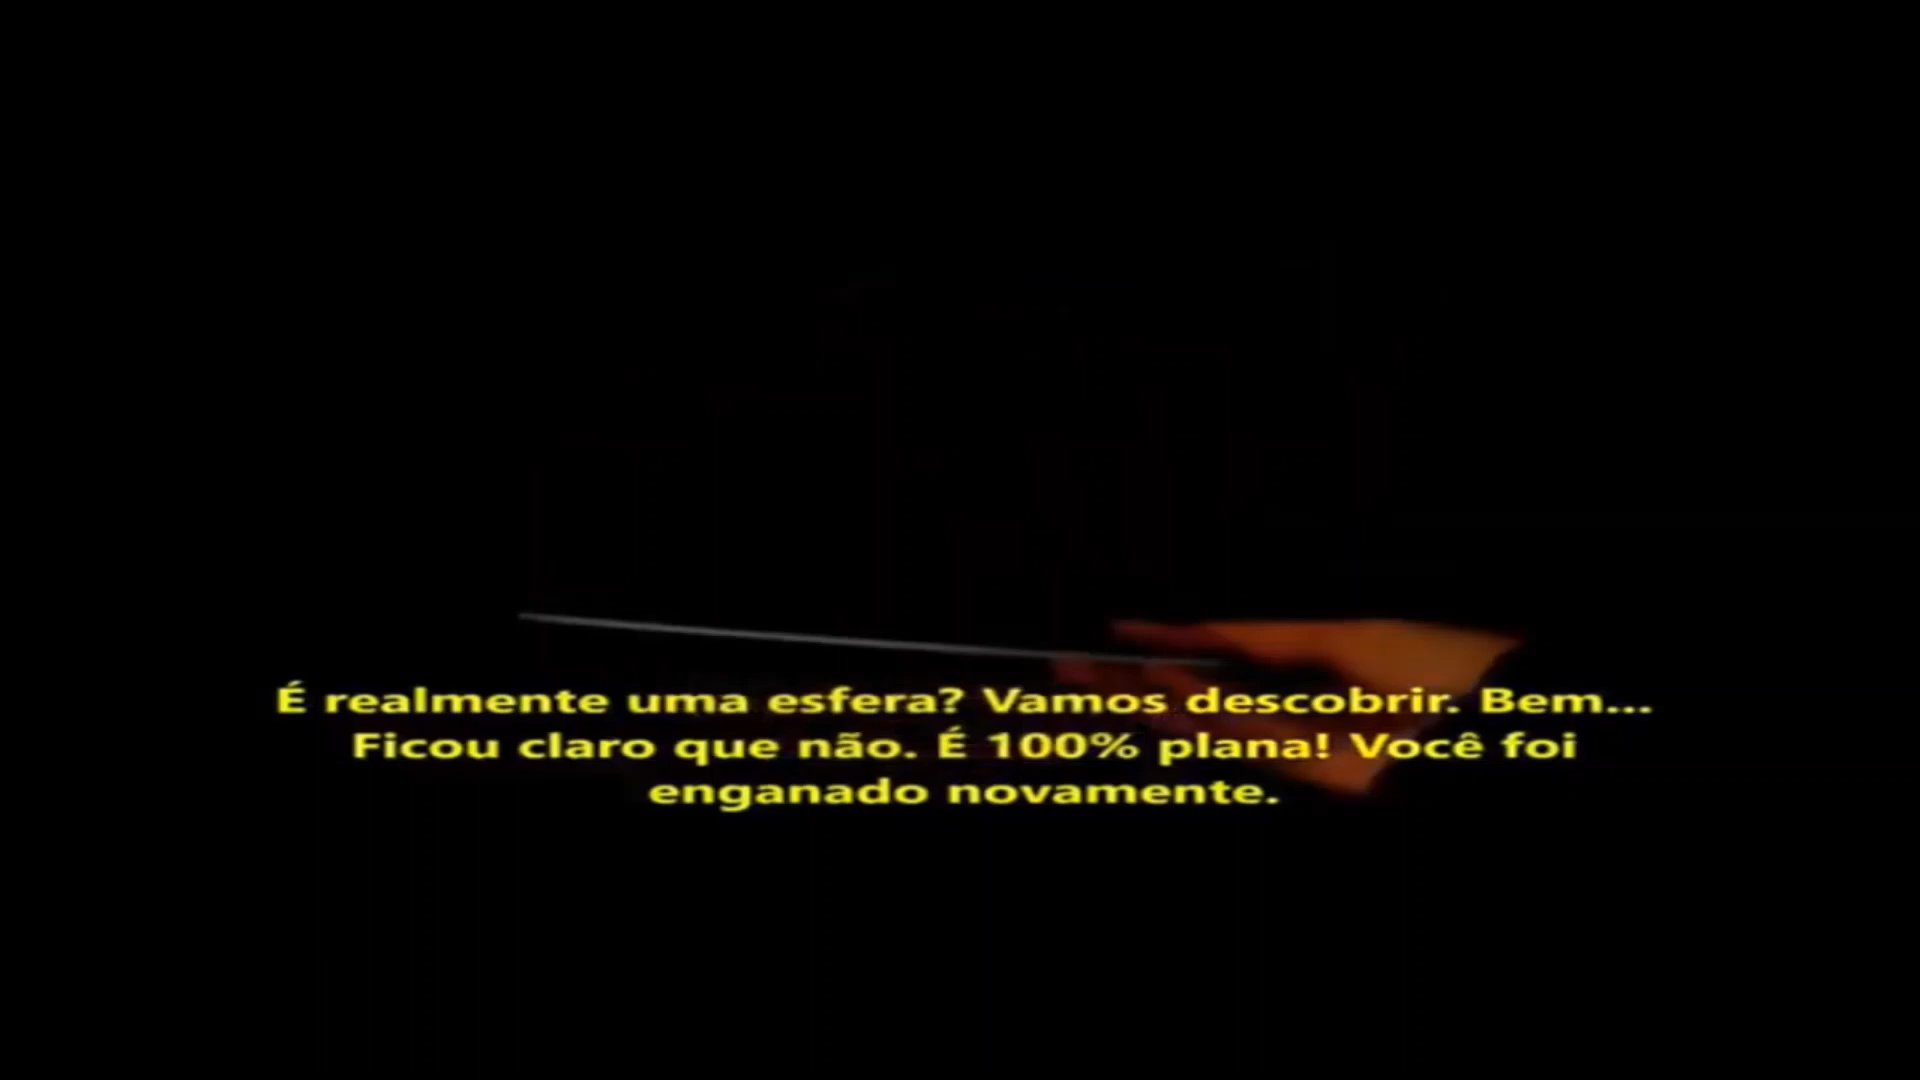 É realmente uma esfera? Vamos descobrir. Bem...
Ficou claro que não. É 100% plana! Você foi
enganado novamente.